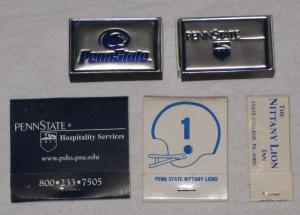 PennState
PENNSTATE
PENNSTATE®
Hospitality Services
www.pshs.psu.edu
800·233·7505
1
PENN STATE NITTANY LIONS
THE
NITTANY LION
INN
STATE COLLEGE, PA.